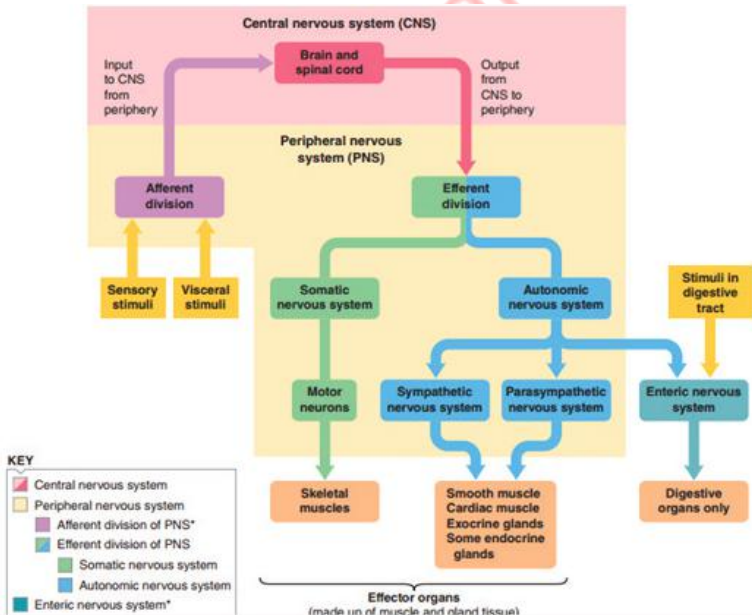 Central nervous system (CNS)
Input
to CNS
from
periphery
Brain and
spinal cord
Output
from
CNS to
periphery
Peripheral nervous
system (PNS)
Afferent
division
Efferent
division
Sensory
stimuli
Visceral
stimuli
Somatic
nervous system
Autonomic
nervous system
Stimuli in
digestive
tract
Motor
neurons
Sympathetic
nervous system
Parasympathetic
nervous system
Enteric nervous
system
KEY
Central nervous system
Peripheral nervous system
Afferent division of PNS*
Efferent division of PNS
Somatic nervous system
Autonomic nervous system
Enteric nervous system*
Skeletal
muscles
Smooth muscle
Cardiac muscle
Exocrine glands
Some endocrine
glands
Digestive
organs only
Effector organs
(made up of muscle and gland tissue)